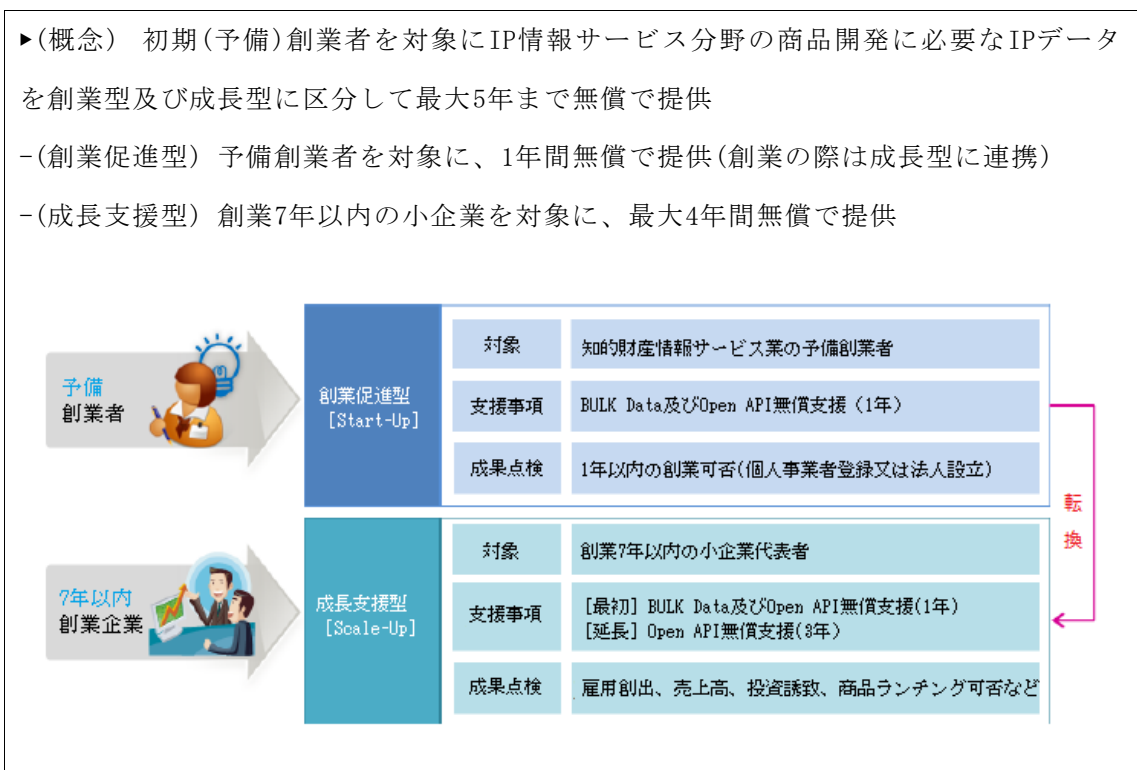 ▶(概念) 初期(予備)創業者を対象にIP情報サービス分野の商品開発に必要なIPデータ
を創業型及び成長型に区分して最大5年まで無償で提供
-(創業促進型) 予備創業者を対象に、1年間無償で提供(創業の際は成長型に連携)
-(成長支援型) 創業7年以内の小企業を対象に、最大4年間無償で提供
予備
創業者
創業促進型
[Start-Up]
対象
知的財産情報サービス業の予備創業者
支援事項
BULK Data及びOpen API無償支援 (1年)
成果点検
1年以内の創業可否(個人事業者登録又は法人設立)
転
換
7年以内
創業企業
成長支援型
[Scale-Up]
対象
創業7年以内の小企業代表者
支援事項
[最初] BULK Data及びOpen API無償支援(1年)
[延長] Open API無償支援(3年)
成果点検
雇用創出、売上高、投資誘致、商品ランチング可否など